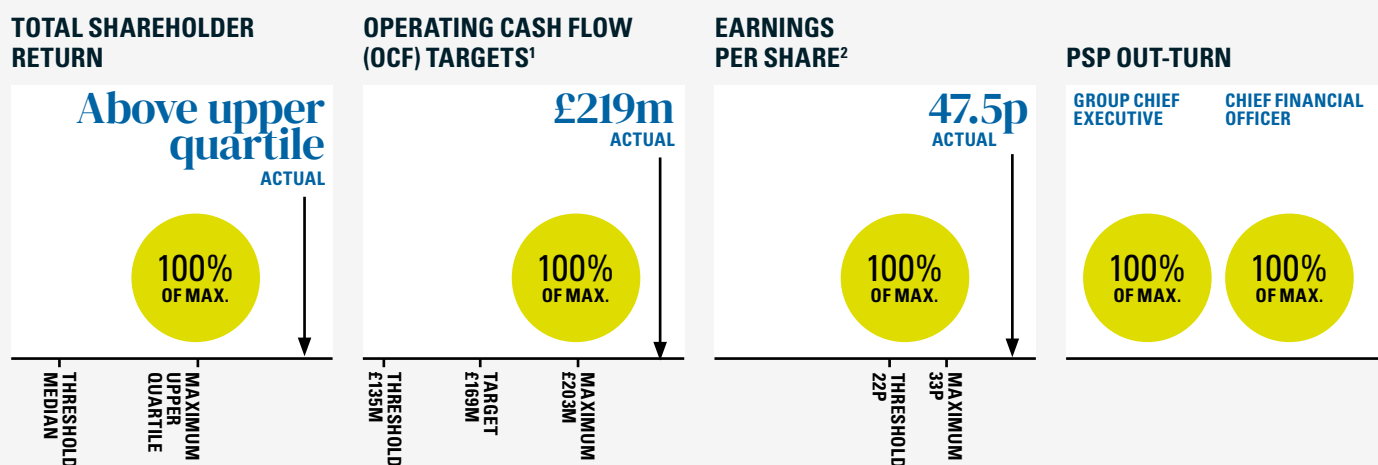 TOTAL SHAREHOLDER
RETURN
Above upper
quartile
ACTUAL
100%
OF MAX.
THRESHOLD
MEDIAN
MAXIMUM
UPPER
QUARTILE
OPERATING CASH FLOW
(OCF) TARGETS¹
£219m
ACTUAL
100%
OF MAX.
THRESHOLD
£135M
TARGET
£169M
MAXIMUM
£203M
EARNINGS
PER SHARE²
47.5p
ACTUAL
100%
OF MAX.
THRESHOLD
22P
MAXIMUM
33P
PSP OUT-TURN
GROUP CHIEF
EXECUTIVE
100%
OF MAX.
CHIEF FINANCIAL
OFFICER
100%
OF MAX.